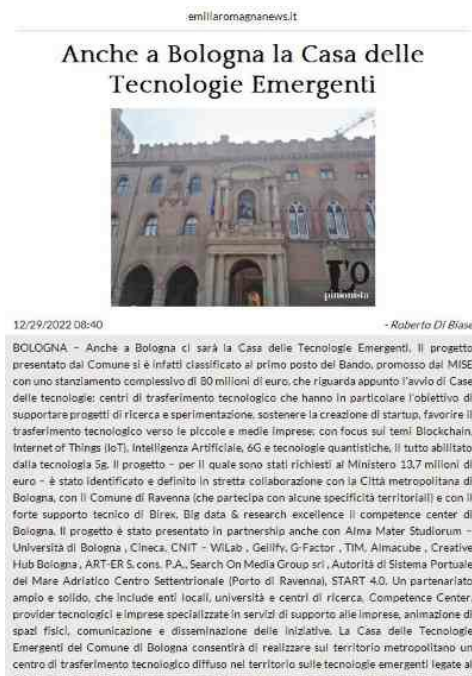 emiliaromagnanews.it
Anche a Bologna la Casa delle
Tecnologie Emergenti
L'O
pinionista
12/29/2022 08:40
- Roberto Di Biase
BOLOGNA – Anche a Bologna ci sarà la Casa delle Tecnologie Emergenti. Il progetto
presentato dal Comune si è infatti classificato al primo posto del Bando, promosso dal MISE
con uno stanziamento complessivo di 80 milioni di euro, che riguarda appunto l'avvio di Case
delle tecnologie: centri di trasferimento tecnologico che hanno in particolare l'obiettivo di
supportare progetti di ricerca e sperimentazione, sostenere la creazione di startup, favorire il
trasferimento tecnologico verso le piccole e medie imprese, con focus sui temi Blockchain,
Internet of Things (IoT), Intelligenza Artificiale, 6G e tecnologie quantistiche, il tutto abilitato
dalla tecnologia 5g. Il progetto – per il quale sono stati richiesti al Ministero 13,7 milioni di
euro – è stato identificato e definito in stretta collaborazione con la Città metropolitana di
Bologna, con il Comune di Ravenna (che partecipa con alcune specificità territoriali) e con il
forte supporto tecnico di Birex, Big data & research excellence il competence center di
Bologna. Il progetto è stato presentato in partnership anche con Alma Mater Studiorum –
Università di Bologna , Cineca, CNIT – WiLab , Gellify, G-Factor , TIM, Almacube , Creative
Hub Bologna , ART-ER S. cons. P.A., Search On Media Group srl , Autorità di Sistema Portuale
del Mare Adriatico Centro Settentrionale (Porto di Ravenna), START 4.0. Un partenariato
ampio e solido, che include enti locali, università e centri di ricerca, Competence Center,
provider tecnologici e imprese specializzate in servizi di supporto alle imprese, animazione di
spazi fisici, comunicazione e disseminazione delle iniziative. La Casa delle Tecnologie
Emergenti del Comune di Bologna consentirà di realizzare sul territorio metropolitano un
centro di trasferimento tecnologico diffuso nel territorio sulle tecnologie emergenti legate al